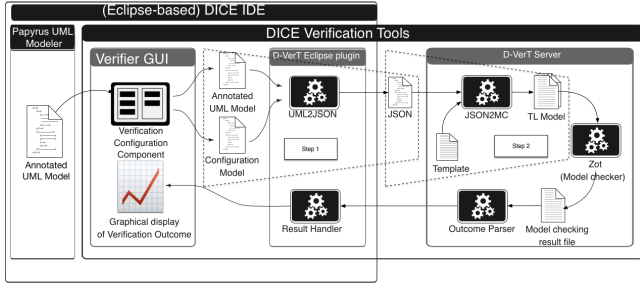 (Eclipse-based) DICE IDE
Papyrus UML
Modeler
DICE Verification Tools
Verifier GUI
D-VerT Eclipse plugin
D-VerT Server
Annotated
UML Model
Verification
Configuration
Component
Annotated
UML Model
Configuration
Model
UML2JSON
Step 1
JSON
JSON2MC
TL Model
Template
Step 2
Zot
(Model checker)
Graphical display
of Verification Outcome
Result Handler
Outcome Parser
Model checking
result file